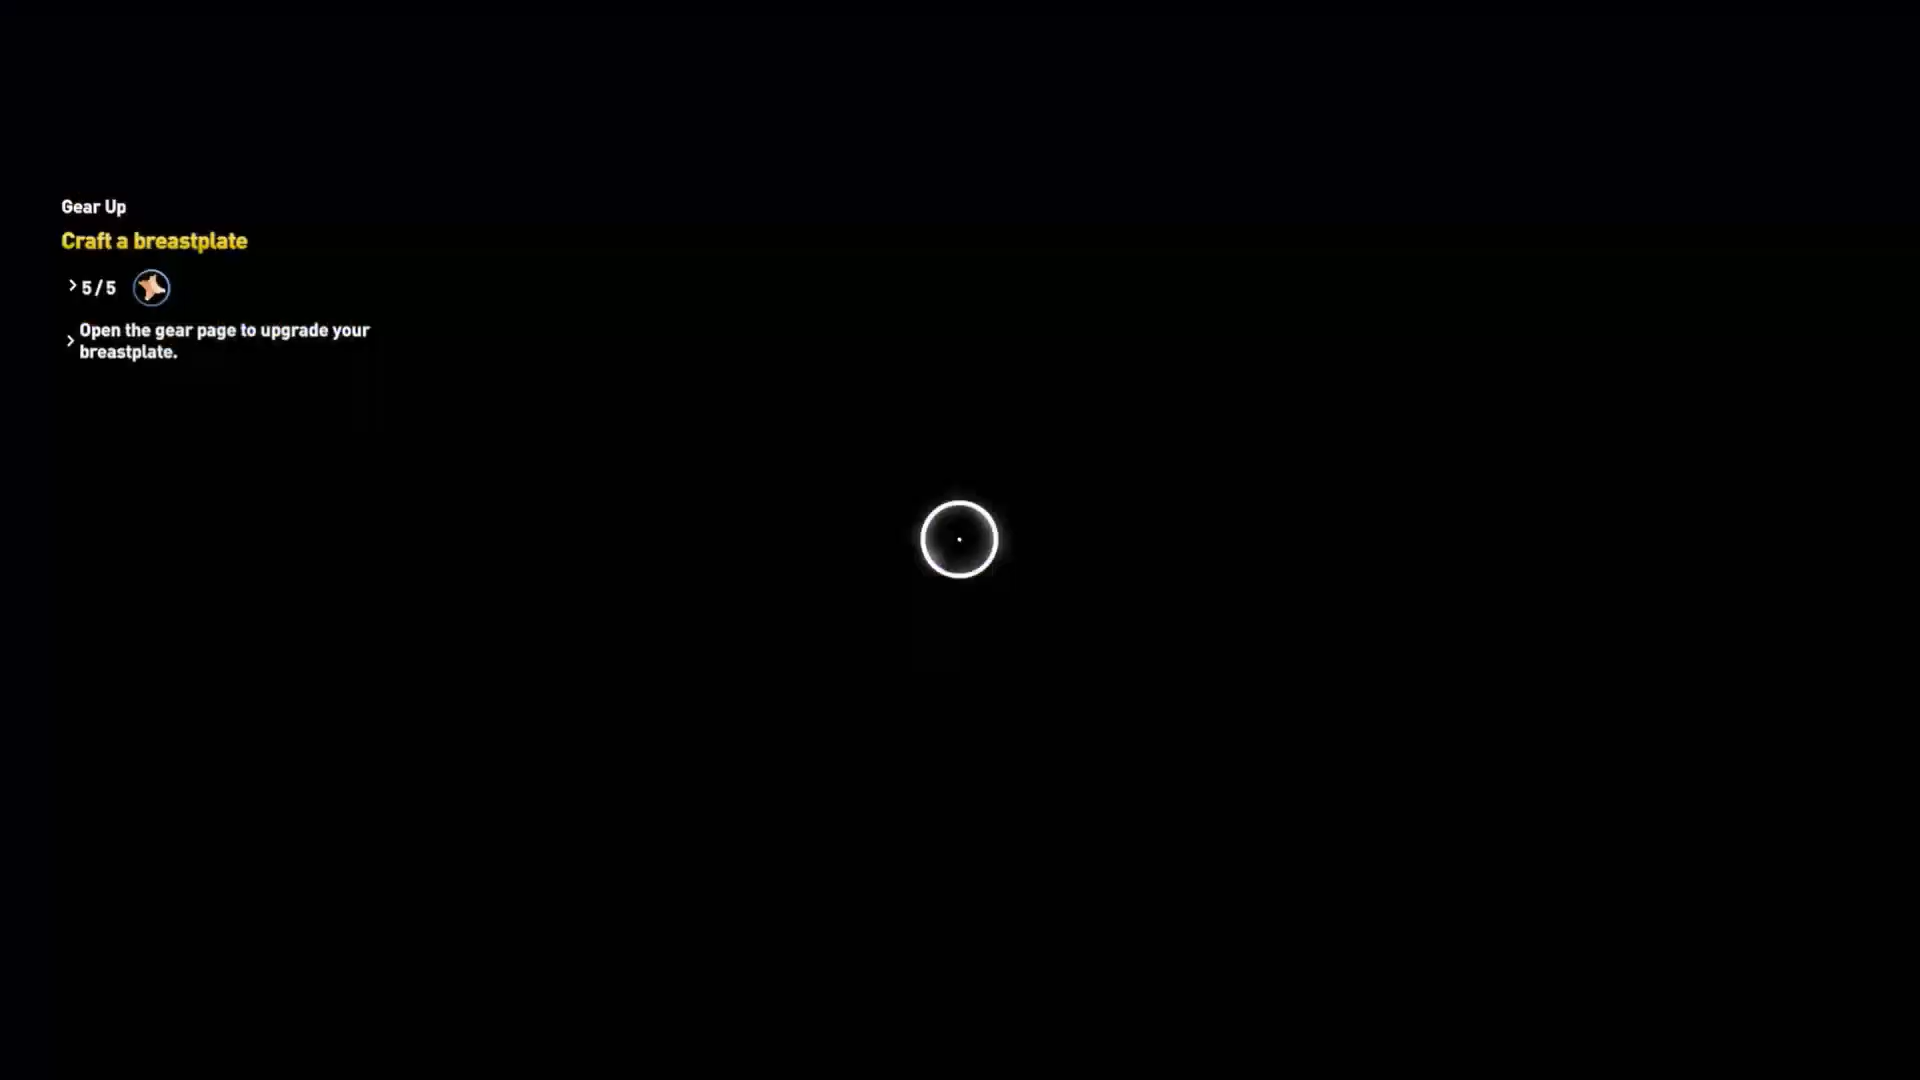 Gear Up
Craft a breastplate
5/5
Open the gear page to upgrade your
breastplate.